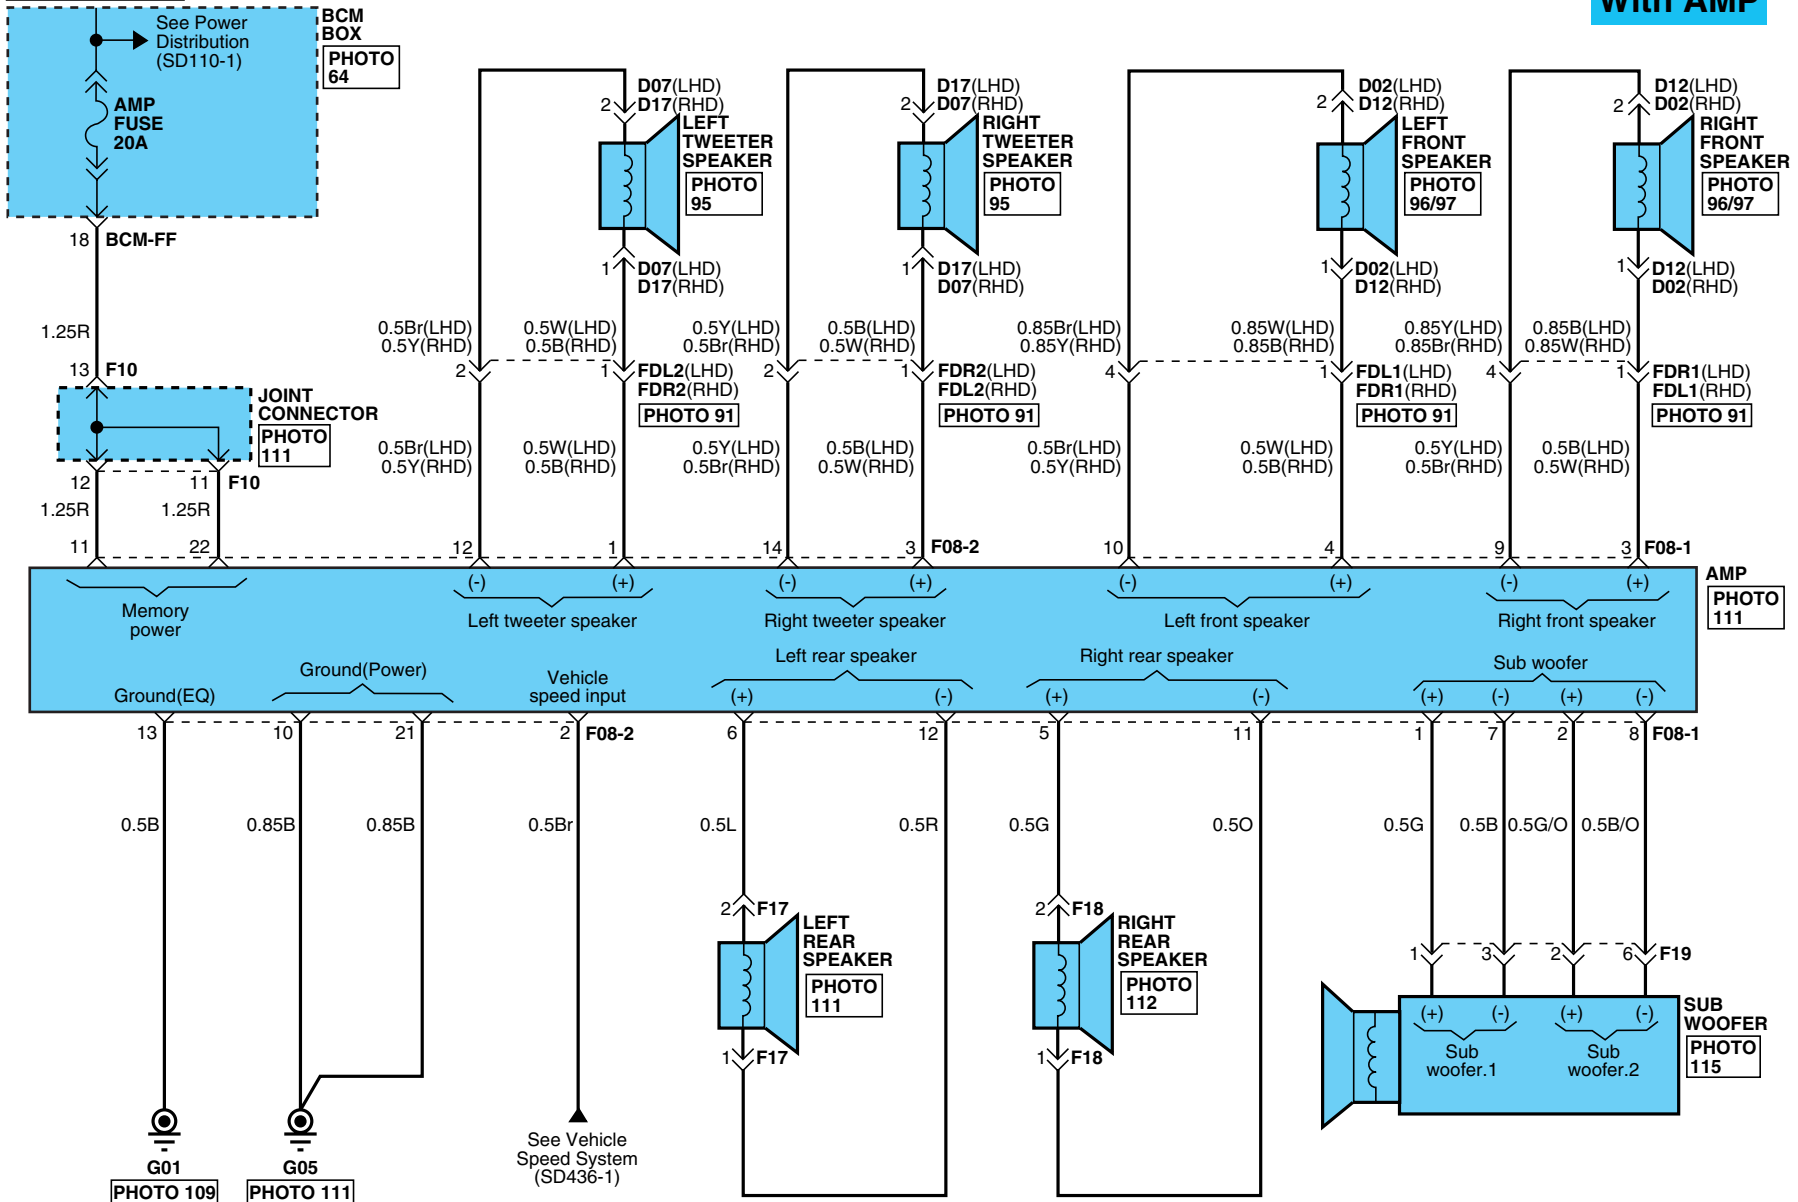 With AMP
See Power
Distribution
(SD110-1)
BCM
BOX
PHOTO
64
AMP
FUSE
20A
18 BCM-FF
1.25R
13 F10
JOINT
CONNECTOR
PHOTO
111
12 11 F10
1.25R 1.25R
D07(LHD)
2 D17(RHD)
LEFT
TWEETER
SPEAKER
PHOTO
95
1 D07(LHD)
D17(RHD)
D17(LHD)
2 D07(RHD)
RIGHT
TWEETER
SPEAKER
PHOTO
95
1 D17(LHD)
D07(RHD)
D02(LHD)
2 D12(RHD)
LEFT
FRONT
SPEAKER
PHOTO
96/97
1 D02(LHD)
D12(RHD)
D12(LHD)
2 D02(RHD)
RIGHT
FRONT
SPEAKER
PHOTO
96/97
1 D12(LHD)
D02(RHD)
0.5Br(LHD) 0.5W(LHD) 0.5Y(LHD) 0.5B(LHD) 0.85Br(LHD) 0.85W(LHD) 0.85Y(LHD) 0.85B(LHD)
0.5Y(RHD) 0.5B(RHD) 0.5Br(RHD) 0.5W(RHD) 0.85Y(RHD) 0.85B(RHD) 0.85Br(RHD) 0.85W(RHD)
2 1 FDL2(LHD) 2 1 FDR2(LHD) 4 1 FDL1(LHD) 4 1 FDR1(LHD)
FDR2(RHD) FDL2(RHD) FDR1(RHD) FDL1(RHD)
PHOTO 91 PHOTO 91 PHOTO 91 PHOTO 91
0.5Br(LHD) 0.5W(LHD) 0.5Y(LHD) 0.5B(LHD) 0.5Br(LHD) 0.5W(LHD) 0.5Y(LHD) 0.5B(LHD)
0.5Y(RHD) 0.5B(RHD) 0.5Br(RHD) 0.5W(RHD) 0.5Y(RHD) 0.5B(RHD) 0.5Br(RHD) 0.5W(RHD)
11 22 12 1 14 3 F08-2 10 4 9 3 F08-1
(-) (+) (-) (+) (-) (+) (-) (+)
AMP
PHOTO
111
Memory
power
Left tweeter speaker Right tweeter speaker Left front speaker Right front speaker
Left rear speaker Right rear speaker Sub woofer
Ground(EQ) Ground(Power) Vehicle
speed input
(+) (-) (+) (-) (+) (-) (+) (-)
13 10 21 2 F08-2 6 12 5 11 1 7 2 8 F08-1
0.5B 0.85B 0.85B 0.5Br 0.5L 0.5R 0.5G 0.5O 0.5G 0.5B 0.5G/O 0.5B/O
2 F17
LEFT
REAR
SPEAKER
PHOTO
111
1 F17
2 F18
RIGHT
REAR
SPEAKER
PHOTO
112
1 F18
1 3 2 6 F19
(+) (-) (+) (-)
Sub
woofer.1
Sub
woofer.2
SUB
WOOFER
PHOTO
115
G01
PHOTO 109
G05
PHOTO 111
See Vehicle
Speed System
(SD436-1)